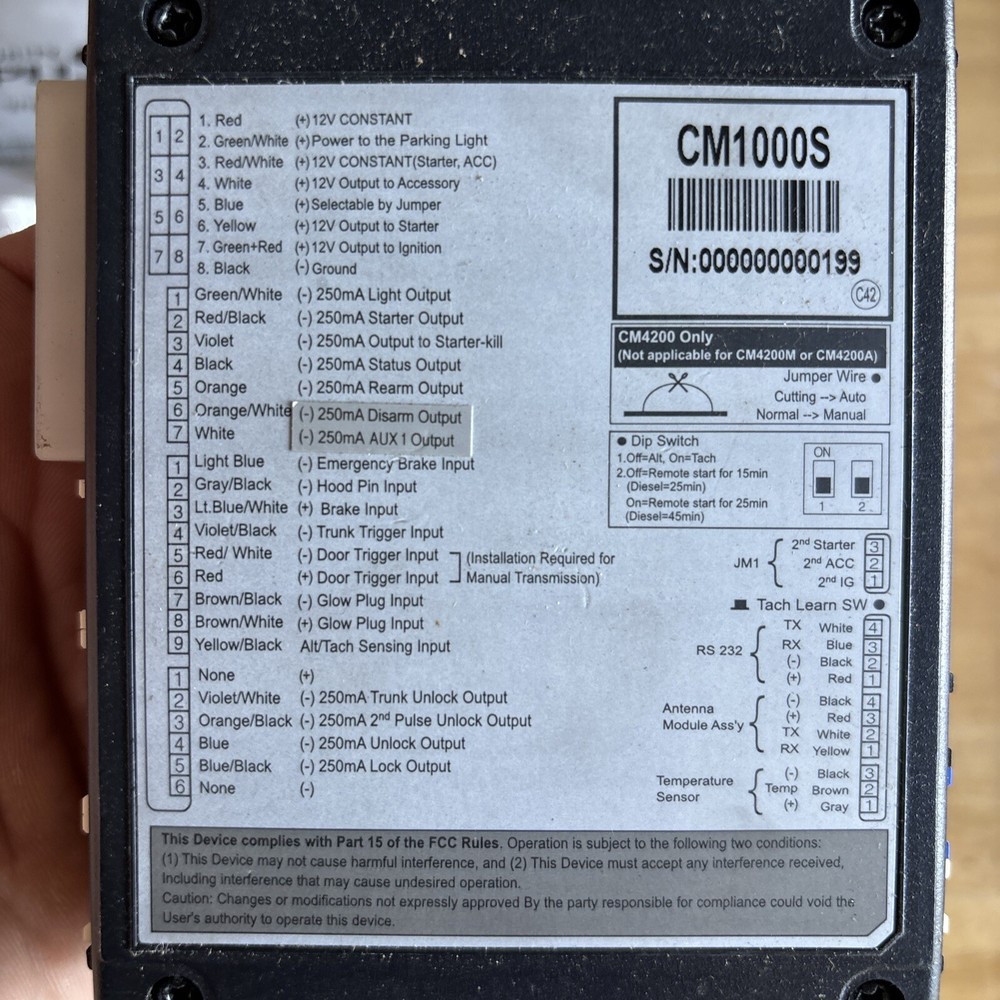 1 2
3 4
5 6
7 8
1. Red (+)12V CONSTANT
2. Green/White (+)Power to the Parking Light
3. Red/White (+)12V CONSTANT(Starter, ACC)
4. White (+)12V Output to Accessory
5. Blue (+)Selectable by Jumper
6. Yellow (+)12V Output to Starter
7. Green+Red (+)12V Output to Ignition
8. Black (-)Ground
1 Green/White (-) 250mA Light Output
2 Red/Black (-) 250mA Starter Output
3 Violet (-) 250mA Output to Starter-kill
4 Black (-) 250mA Status Output
5 Orange (-) 250mA Rearm Output
6 Orange/White (-) 250mA Disarm Output
7 White (-) 250mA AUX 1 Output
1 Light Blue (-) Emergency Brake Input
2 Gray/Black (-) Hood Pin Input
3 Lt.Blue/White (+) Brake Input
4 Violet/Black (-) Trunk Trigger Input
5 Red/ White (-) Door Trigger Input
6 Red (+) Door Trigger Input
(Installation Required for
Manual Transmission)
7 Brown/Black (-) Glow Plug Input
8 Brown/White (+) Glow Plug Input
9 Yellow/Black Alt/Tach Sensing Input
1 None (+)
2 Violet/White (-) 250mA Trunk Unlock Output
3 Orange/Black (-) 250mA 2nd Pulse Unlock Output
4 Blue (-) 250mA Unlock Output
5 Blue/Black (-) 250mA Lock Output
6 None (-)
CM1000S
S/N:000000000199
C42
CM4200 Only
(Not applicable for CM4200M or CM4200A)
Jumper Wire
Cutting --> Auto
Normal --> Manual
Dip Switch
1.Off=Alt, On=Tach
2.Off=Remote start for 15min
(Diesel=25min)
On=Remote start for 25min
(Diesel=45min)
ON
1 2
JM1
2nd Starter 3
2nd ACC 2
2nd IG 1
Tach Learn SW
RS 232
TX White 4
RX Blue 3
(-) Black 2
(+) Red 1
Antenna
Module Ass'y
(-) Black 4
(+) Red 3
TX White 2
RX Yellow 1
Temperature
Sensor
(-) Black 3
Temp Brown 2
(+) Gray 1
This Device complies with Part 15 of the FCC Rules. Operation is subject to the following two conditions:
(1) This Device may not cause harmful interference, and (2) This Device must accept any interference received,
Including interference that may cause undesired operation.
Caution: Changes or modifications not expressly approved By the party responsible for compliance could void the
User's authority to operate this device.